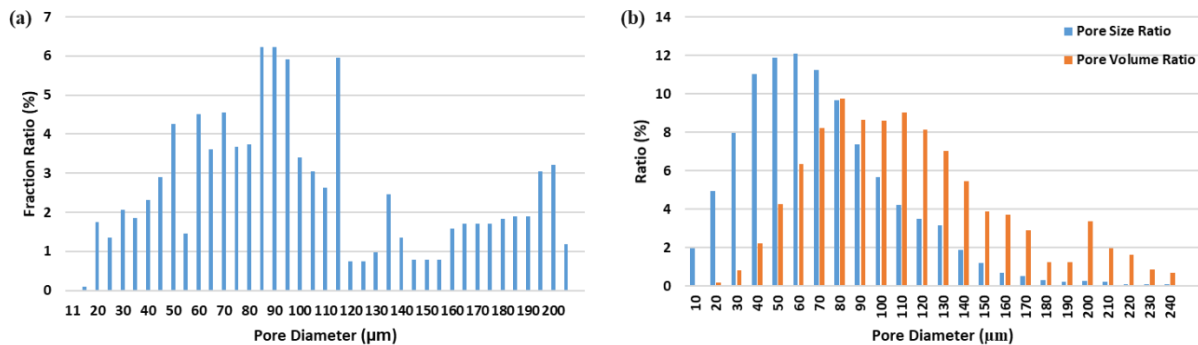 (a)
7
6
5
4
3
2
1
0
Fraction Ratio (%)
11 20 30 40 50 60 70 80 90 100 110 120 130 140 150 160 170 180 190 200
Pore Diameter (μm)
(b)
14
12
10
8
6
4
2
0
Ratio (%)
Pore Size Ratio
Pore Volume Ratio
10 20 30 40 50 60 70 80 90 100 110 120 130 140 150 160 170 180 190 200 210 220 230 240
Pore Diameter (μm)